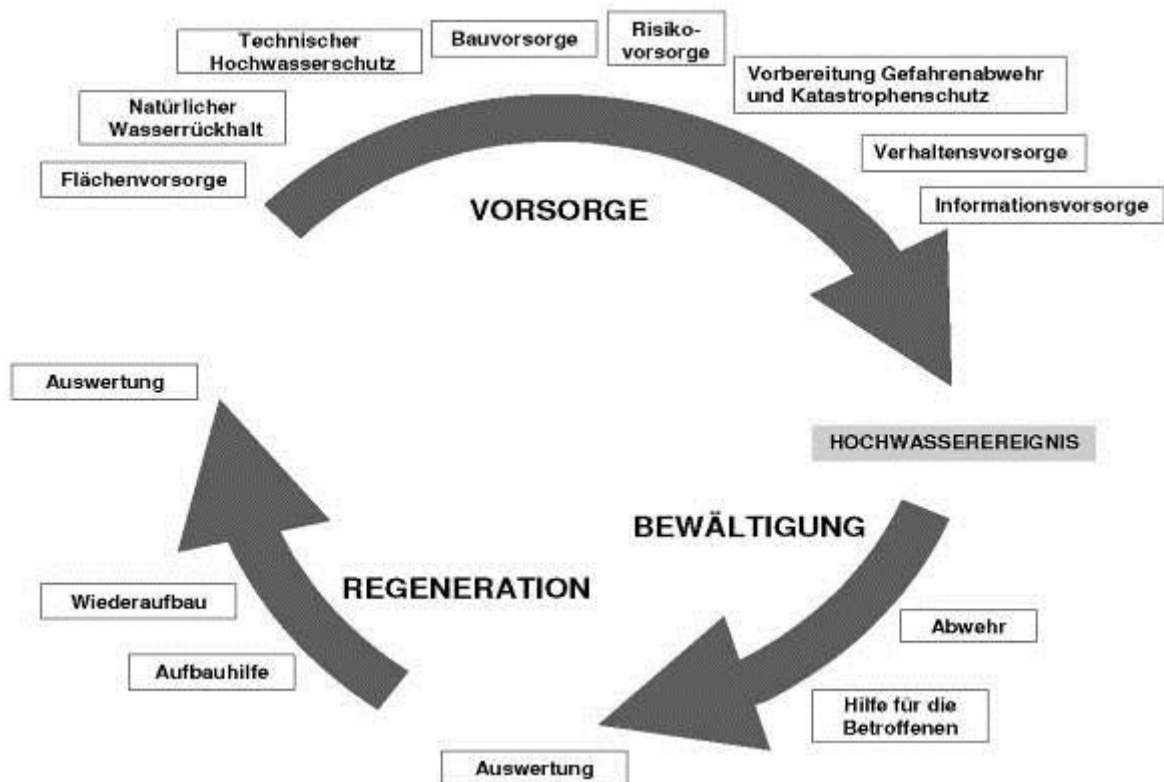 Technischer
Hochwasserschutz
Bauvorsorge
Risiko-
vorsorge
Vorbereitung Gefahrenabwehr
und Katastrophenschutz
Natürlicher
Wasserrückhalt
Verhaltensvorsorge
Flächenvorsorge
Informationsvorsorge
VORSORGE
Auswertung
HOCHWASSEREREIGNIS
BEWÄLTIGUNG
REGENERATION
Wiederaufbau
Abwehr
Aufbauhilfe
Hilfe für die
Betroffenen
Auswertung